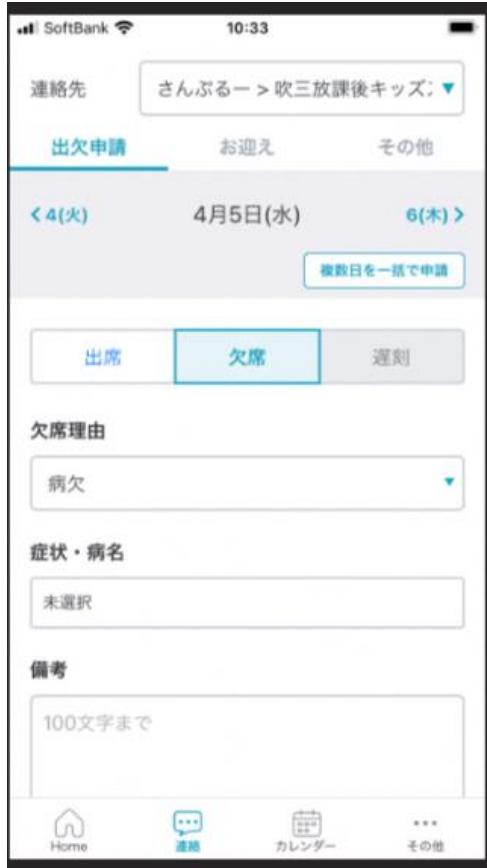 SoftBank 10:33
連絡先 さんぷるー > 吹三放課後キッズ
出欠申請 お迎え その他
<4(火) 4月5日(水) 6(木)>
複数日を一括で申請
出席 欠席 遅刻
欠席理由
病欠
症状・病名
未選択
備考
100文字まで
Home 連絡 カレンダー その他